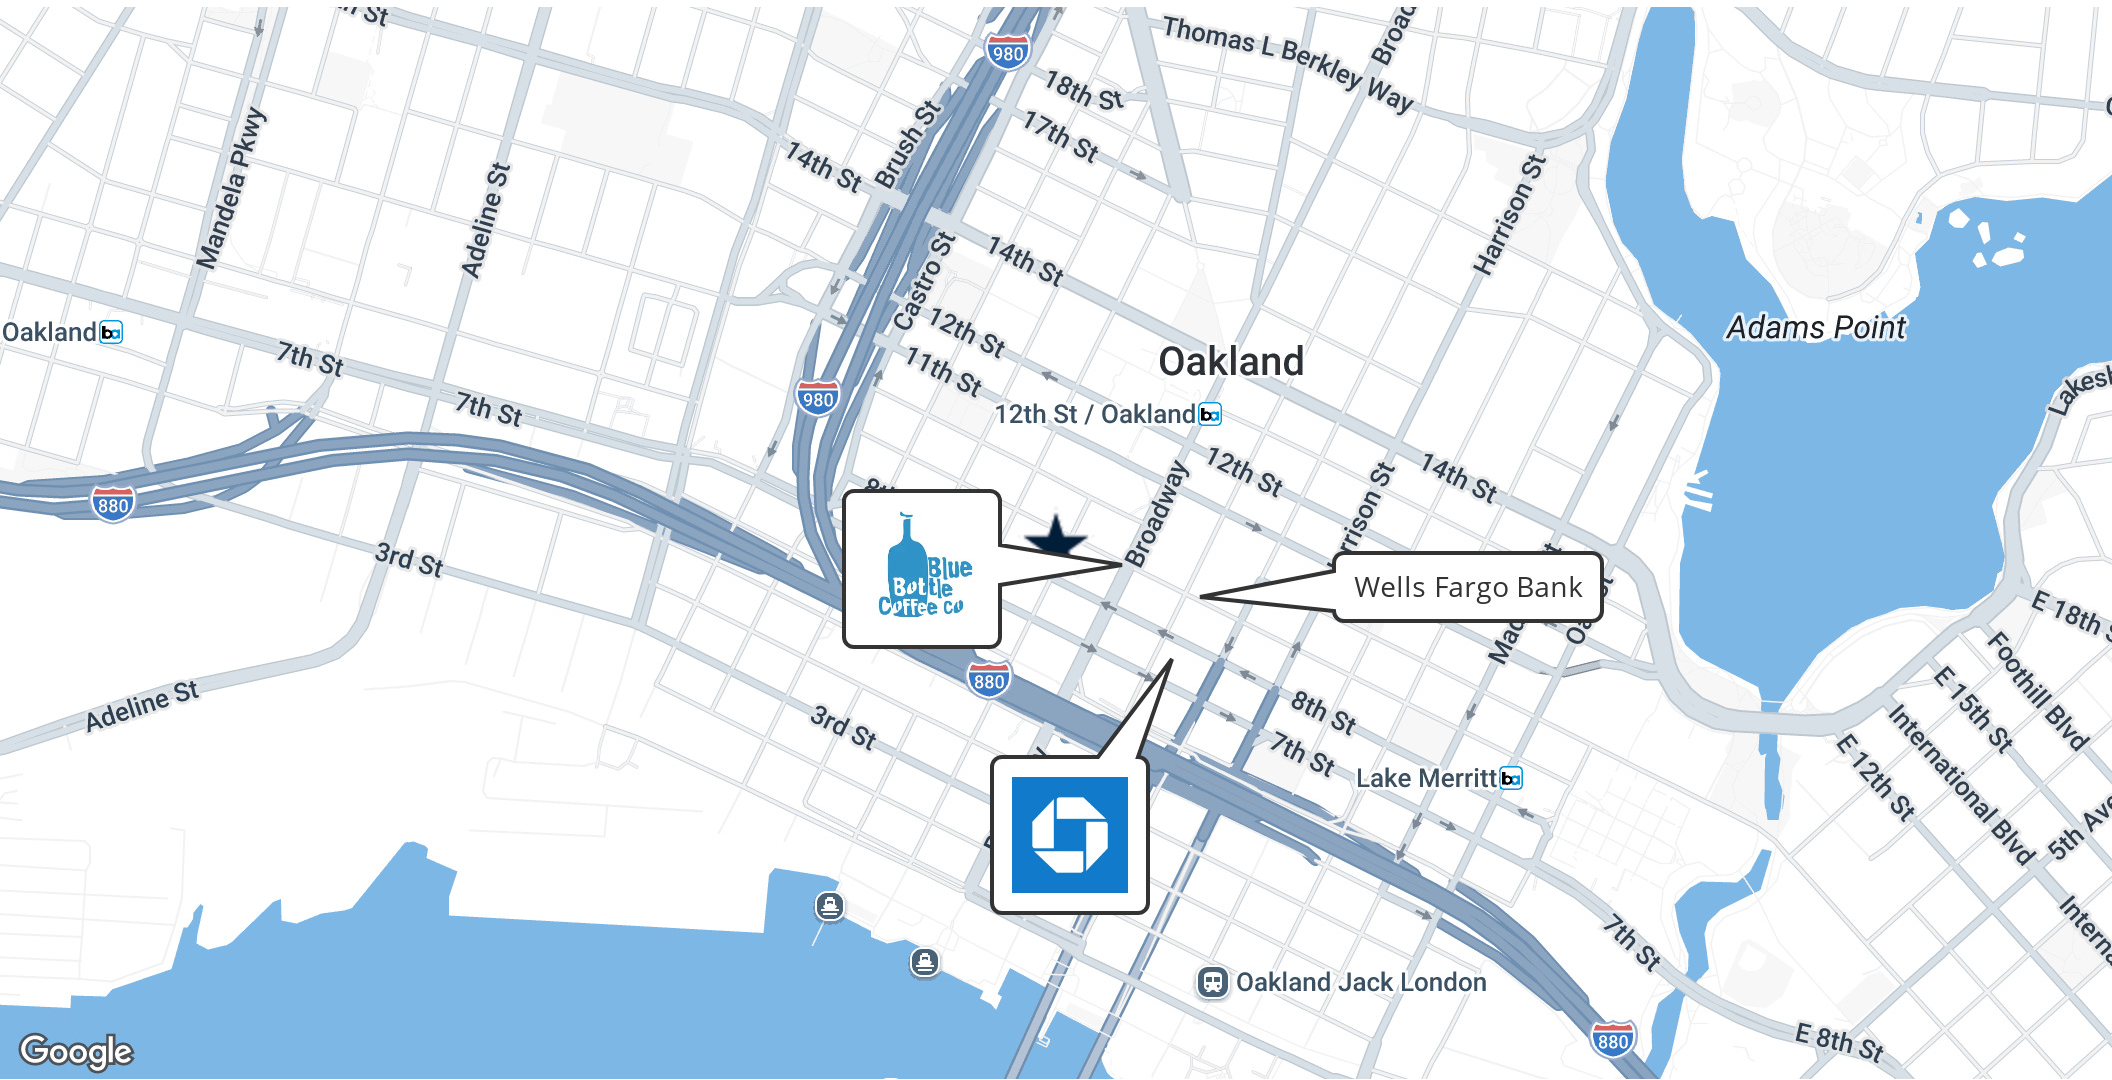 980
Thomas L Berkley Way
18th St
17th St
Brush St
14th St
Mandela Pkwy
Adeline St
Harrison St
Castro St
14th St
12th St
11th St
Adams Point
Oakland
7th St
Oakland
7th St
980
12th St / Oakland
12th St
14th St
Broadway
880
3rd St
Blue
Bottle
Coffee Co
Wells Fargo Bank
E 18th
Foothill Blvd
E 15th St
880
8th St
Adeline St
3rd St
7th St
Lake Merritt
International Blvd
E 12th St
5th Ave
7th St
Oakland Jack London
880
E 8th St
Google